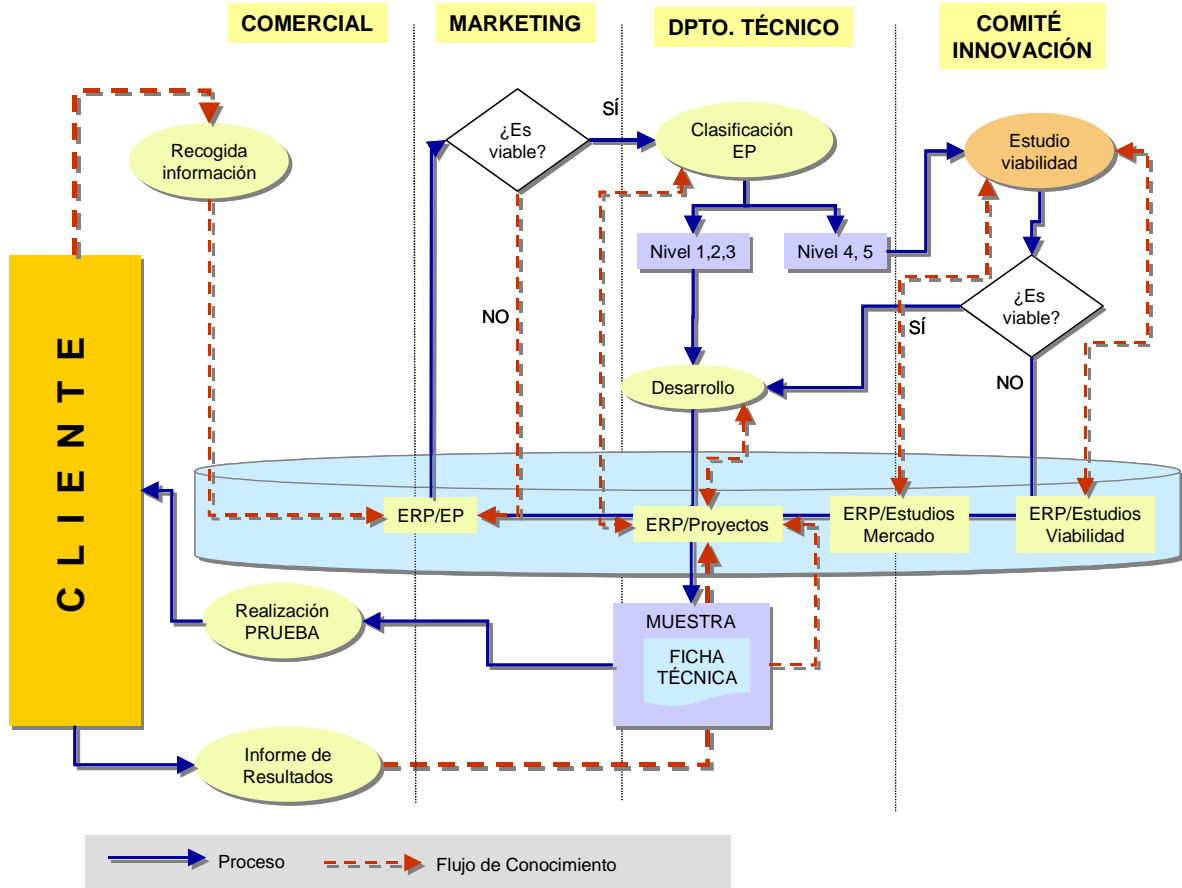 COMERCIAL
MARKETING
DPTO. TÉCNICO
COMITÉ
INNOVACIÓN
Recogida
información
¿Es
viable?
SÍ
Clasificación
EP
Estudio
viabilidad
Nivel 1,2,3
Nivel 4, 5
NO
¿Es
viable?
SÍ
NO
Desarrollo
CLIENTE
ERP/EP
ERP/Proyectos
ERP/Estudios
Mercado
ERP/Estudios
Viabilidad
Realización
PRUEBA
MUESTRA
FICHA
TÉCNICA
Informe de
Resultados
Proceso
Flujo de Conocimiento